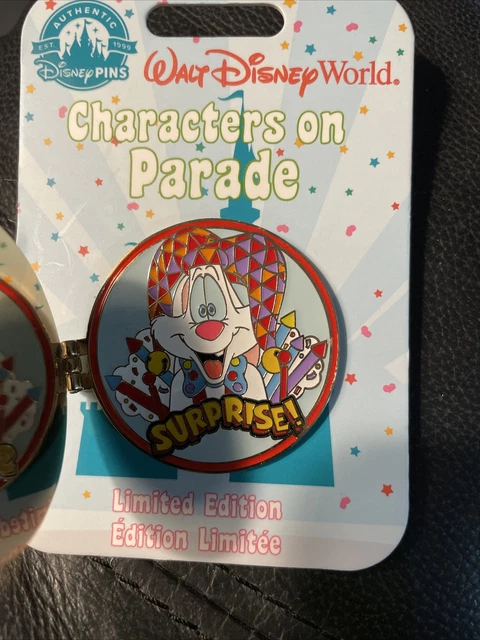 AUTHENTIC
EST. 1999
Disney PINS
WALT DISNEY World.
Characters on
Parade
SURPRISE!
Limited Edition
Édition Limitée